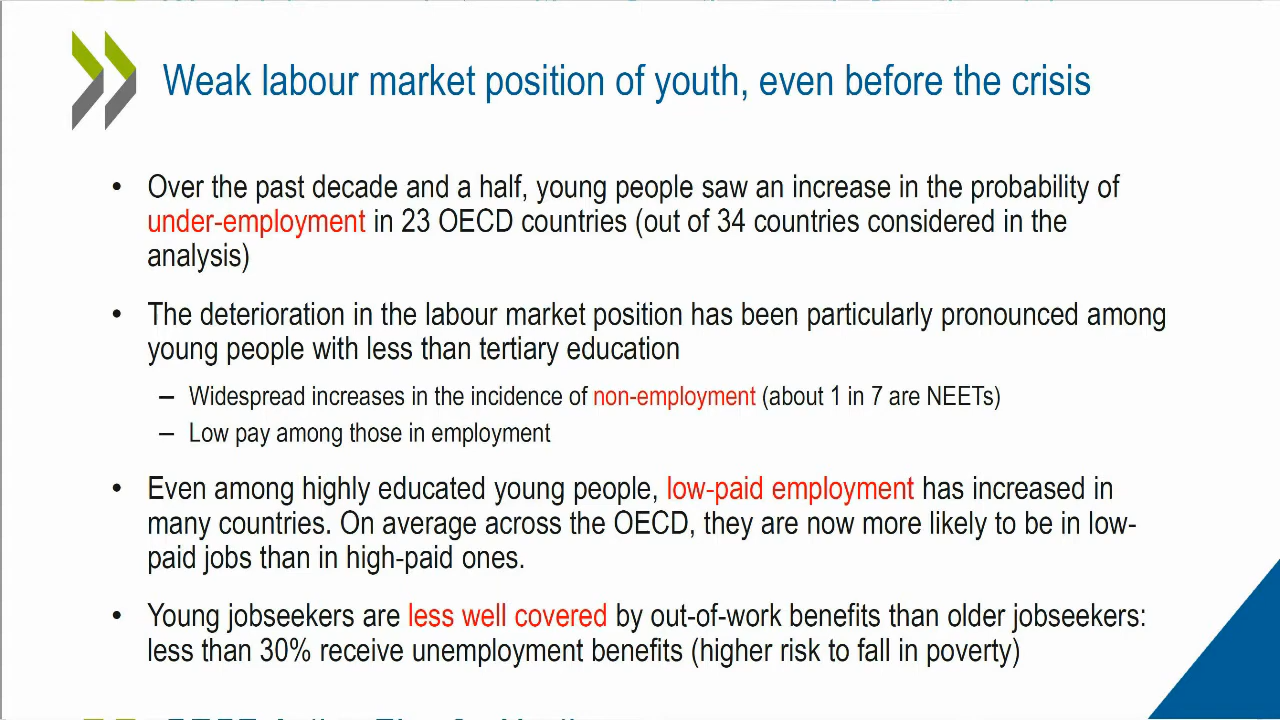 Weak labour market position of youth, even before the crisis
• Over the past decade and a half, young people saw an increase in the probability of
under-employment in 23 OECD countries (out of 34 countries considered in the
analysis)
• The deterioration in the labour market position has been particularly pronounced among
young people with less than tertiary education
– Widespread increases in the incidence of non-employment (about 1 in 7 are NEETs)
– Low pay among those in employment
• Even among highly educated young people, low-paid employment has increased in
many countries. On average across the OECD, they are now more likely to be in low-
paid jobs than in high-paid ones.
• Young jobseekers are less well covered by out-of-work benefits than older jobseekers:
less than 30% receive unemployment benefits (higher risk to fall in poverty)